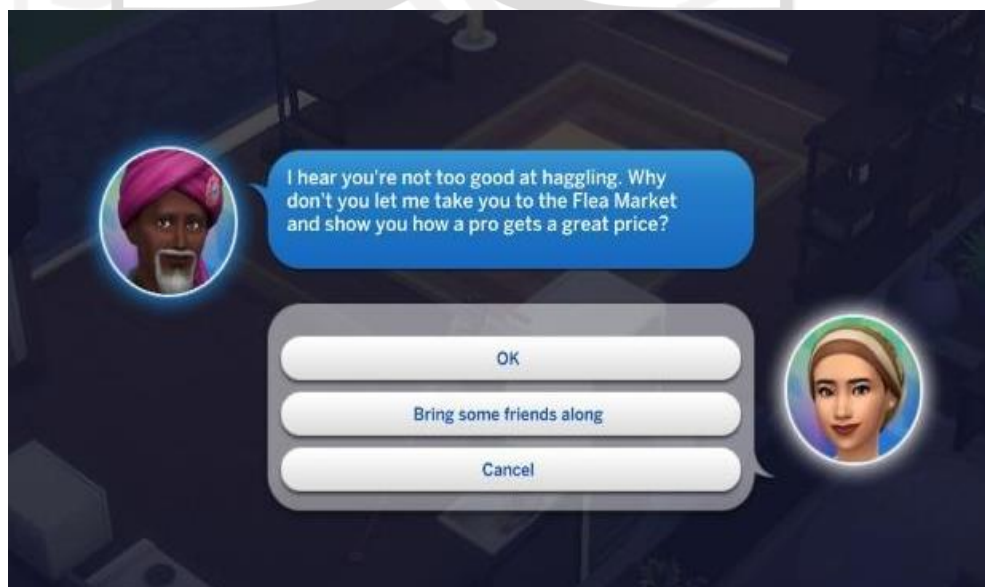 I hear you're not too good at haggling. Why
don't you let me take you to the Flea Market
and show you how a pro gets a great price?
OK
Bring some friends along
Cancel